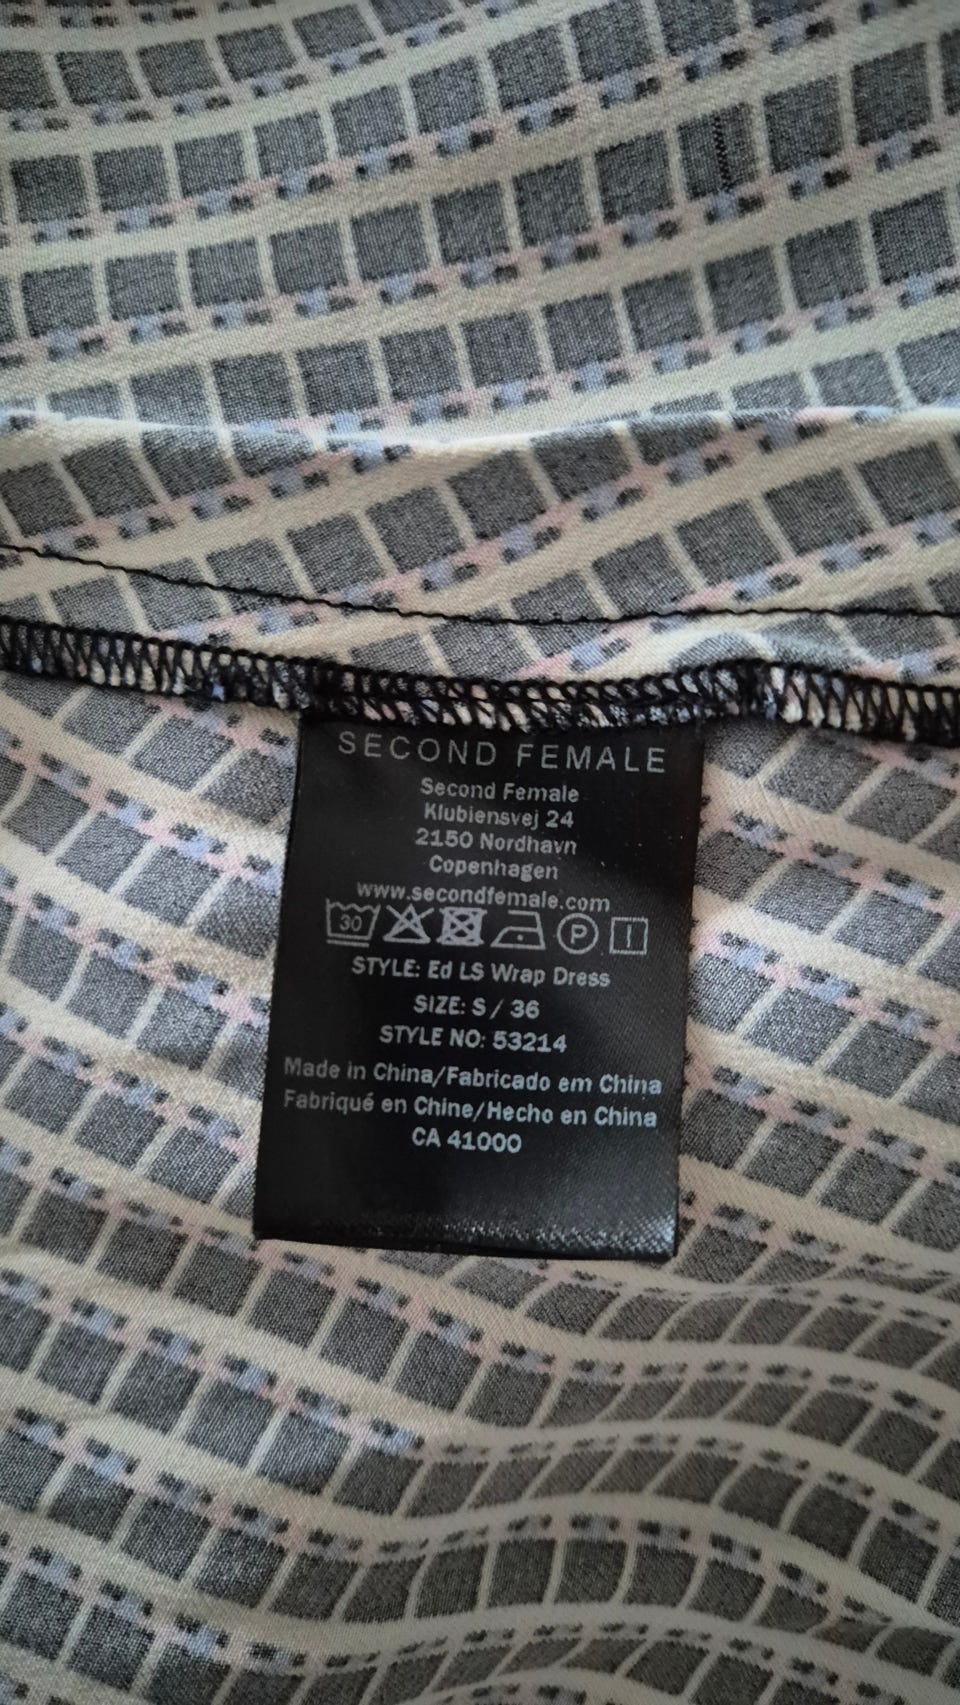 SECOND FEMALE
Second Female
Klubiensvej 24
2150 Nordhavn
Copenhagen
www.secondfemale.com
30 P
STYLE: Ed LS Wrap Dress
SIZE: S / 36
STYLE NO: 53214
Made in China/Fabricado em China
Fabriqué en Chine/Hecho en China
CA 41000